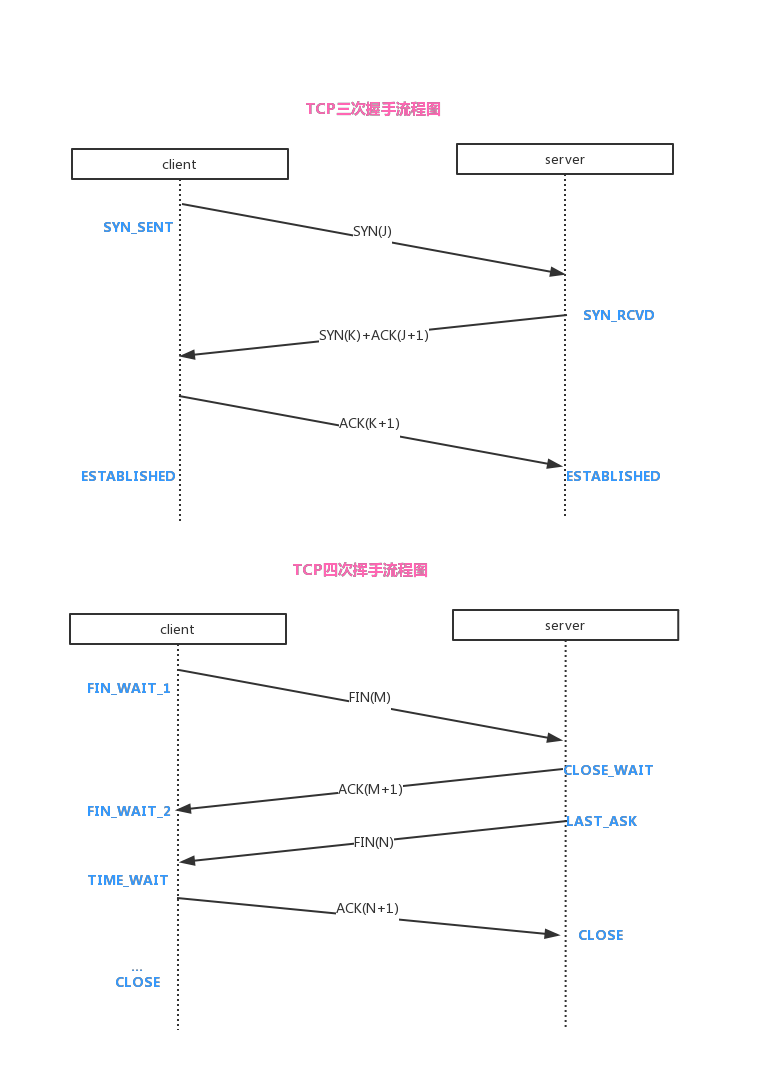 TCP三次握手流程图
client
server
SYN_SENT
SYN(J)
SYN_RCVD
SYN(K)+ACK(J+1)
ACK(K+1)
ESTABLISHED
ESTABLISHED
TCP四次挥手流程图
client
server
FIN_WAIT_1
FIN(M)
CLOSE_WAIT
ACK(M+1)
FIN_WAIT_2
LAST_ASK
FIN(N)
TIME_WAIT
ACK(N+1)
CLOSE
...
CLOSE